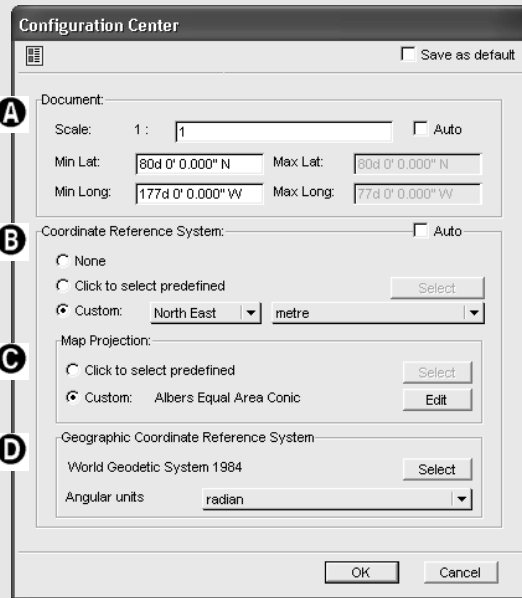 Configuration Center
Save as default
A
Document:
Scale: 1 : 1 Auto
Min Lat: 80d 0' 0.000" N Max Lat: 80d 0' 0.000" N
Min Long: 177d 0' 0.000" W Max Long: 77d 0' 0.000" W
B
Coordinate Reference System: Auto
None
Click to select predefined Select
Custom: North East metre
Map Projection:
C
Click to select predefined Select
Custom: Albers Equal Area Conic Edit
D
Geographic Coordinate Reference System
World Geodetic System 1984 Select
Angular units radian
OK Cancel